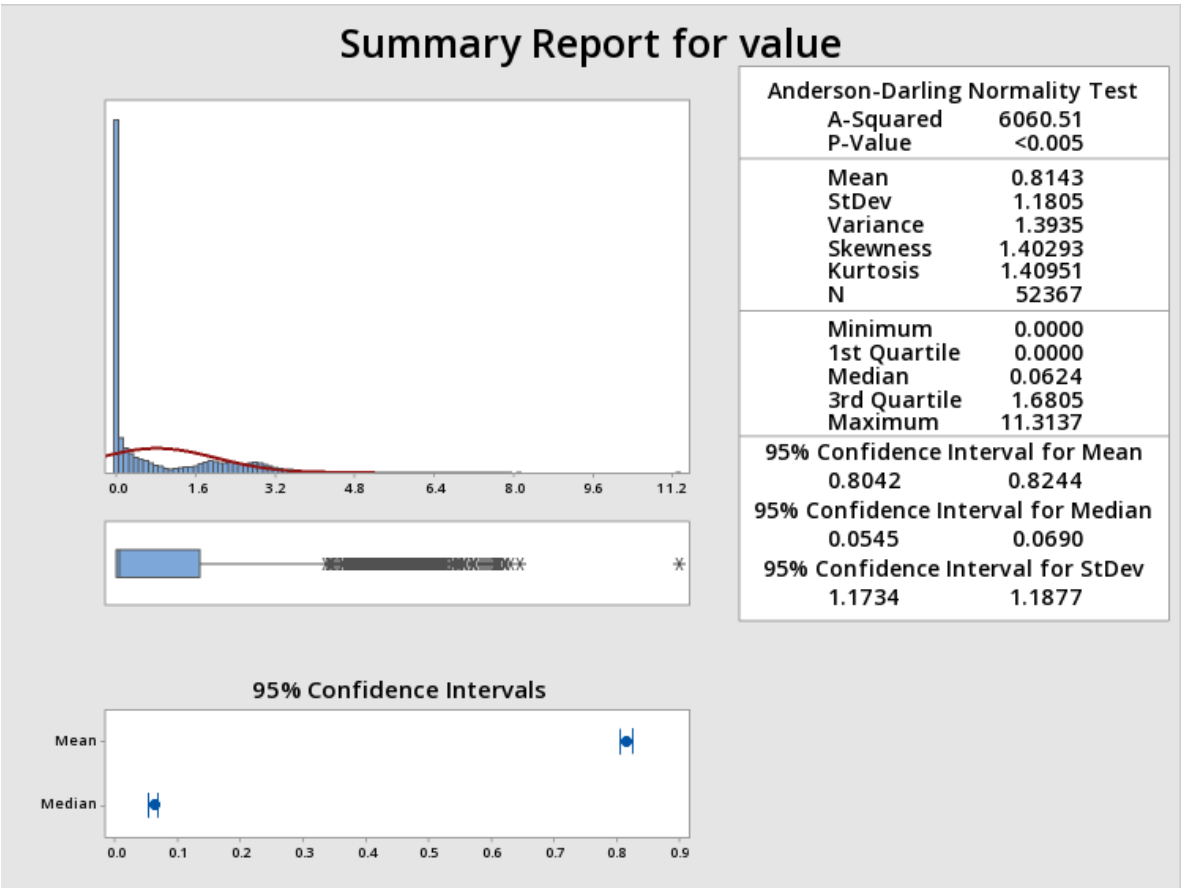 Summary Report for value
Anderson-Darling Normality Test
A-Squared 6060.51
P-Value <0.005
Mean 0.8143
StDev 1.1805
Variance 1.3935
Skewness 1.40293
Kurtosis 1.40951
N 52367
Minimum 0.0000
1st Quartile 0.0000
Median 0.0624
3rd Quartile 1.6805
Maximum 11.3137
95% Confidence Interval for Mean
0.8042 0.8244
95% Confidence Interval for Median
0.0545 0.0690
95% Confidence Interval for StDev
1.1734 1.1877
0.0 1.6 3.2 4.8 6.4 8.0 9.6 11.2
95% Confidence Intervals
Mean
Median
0.0 0.1 0.2 0.3 0.4 0.5 0.6 0.7 0.8 0.9